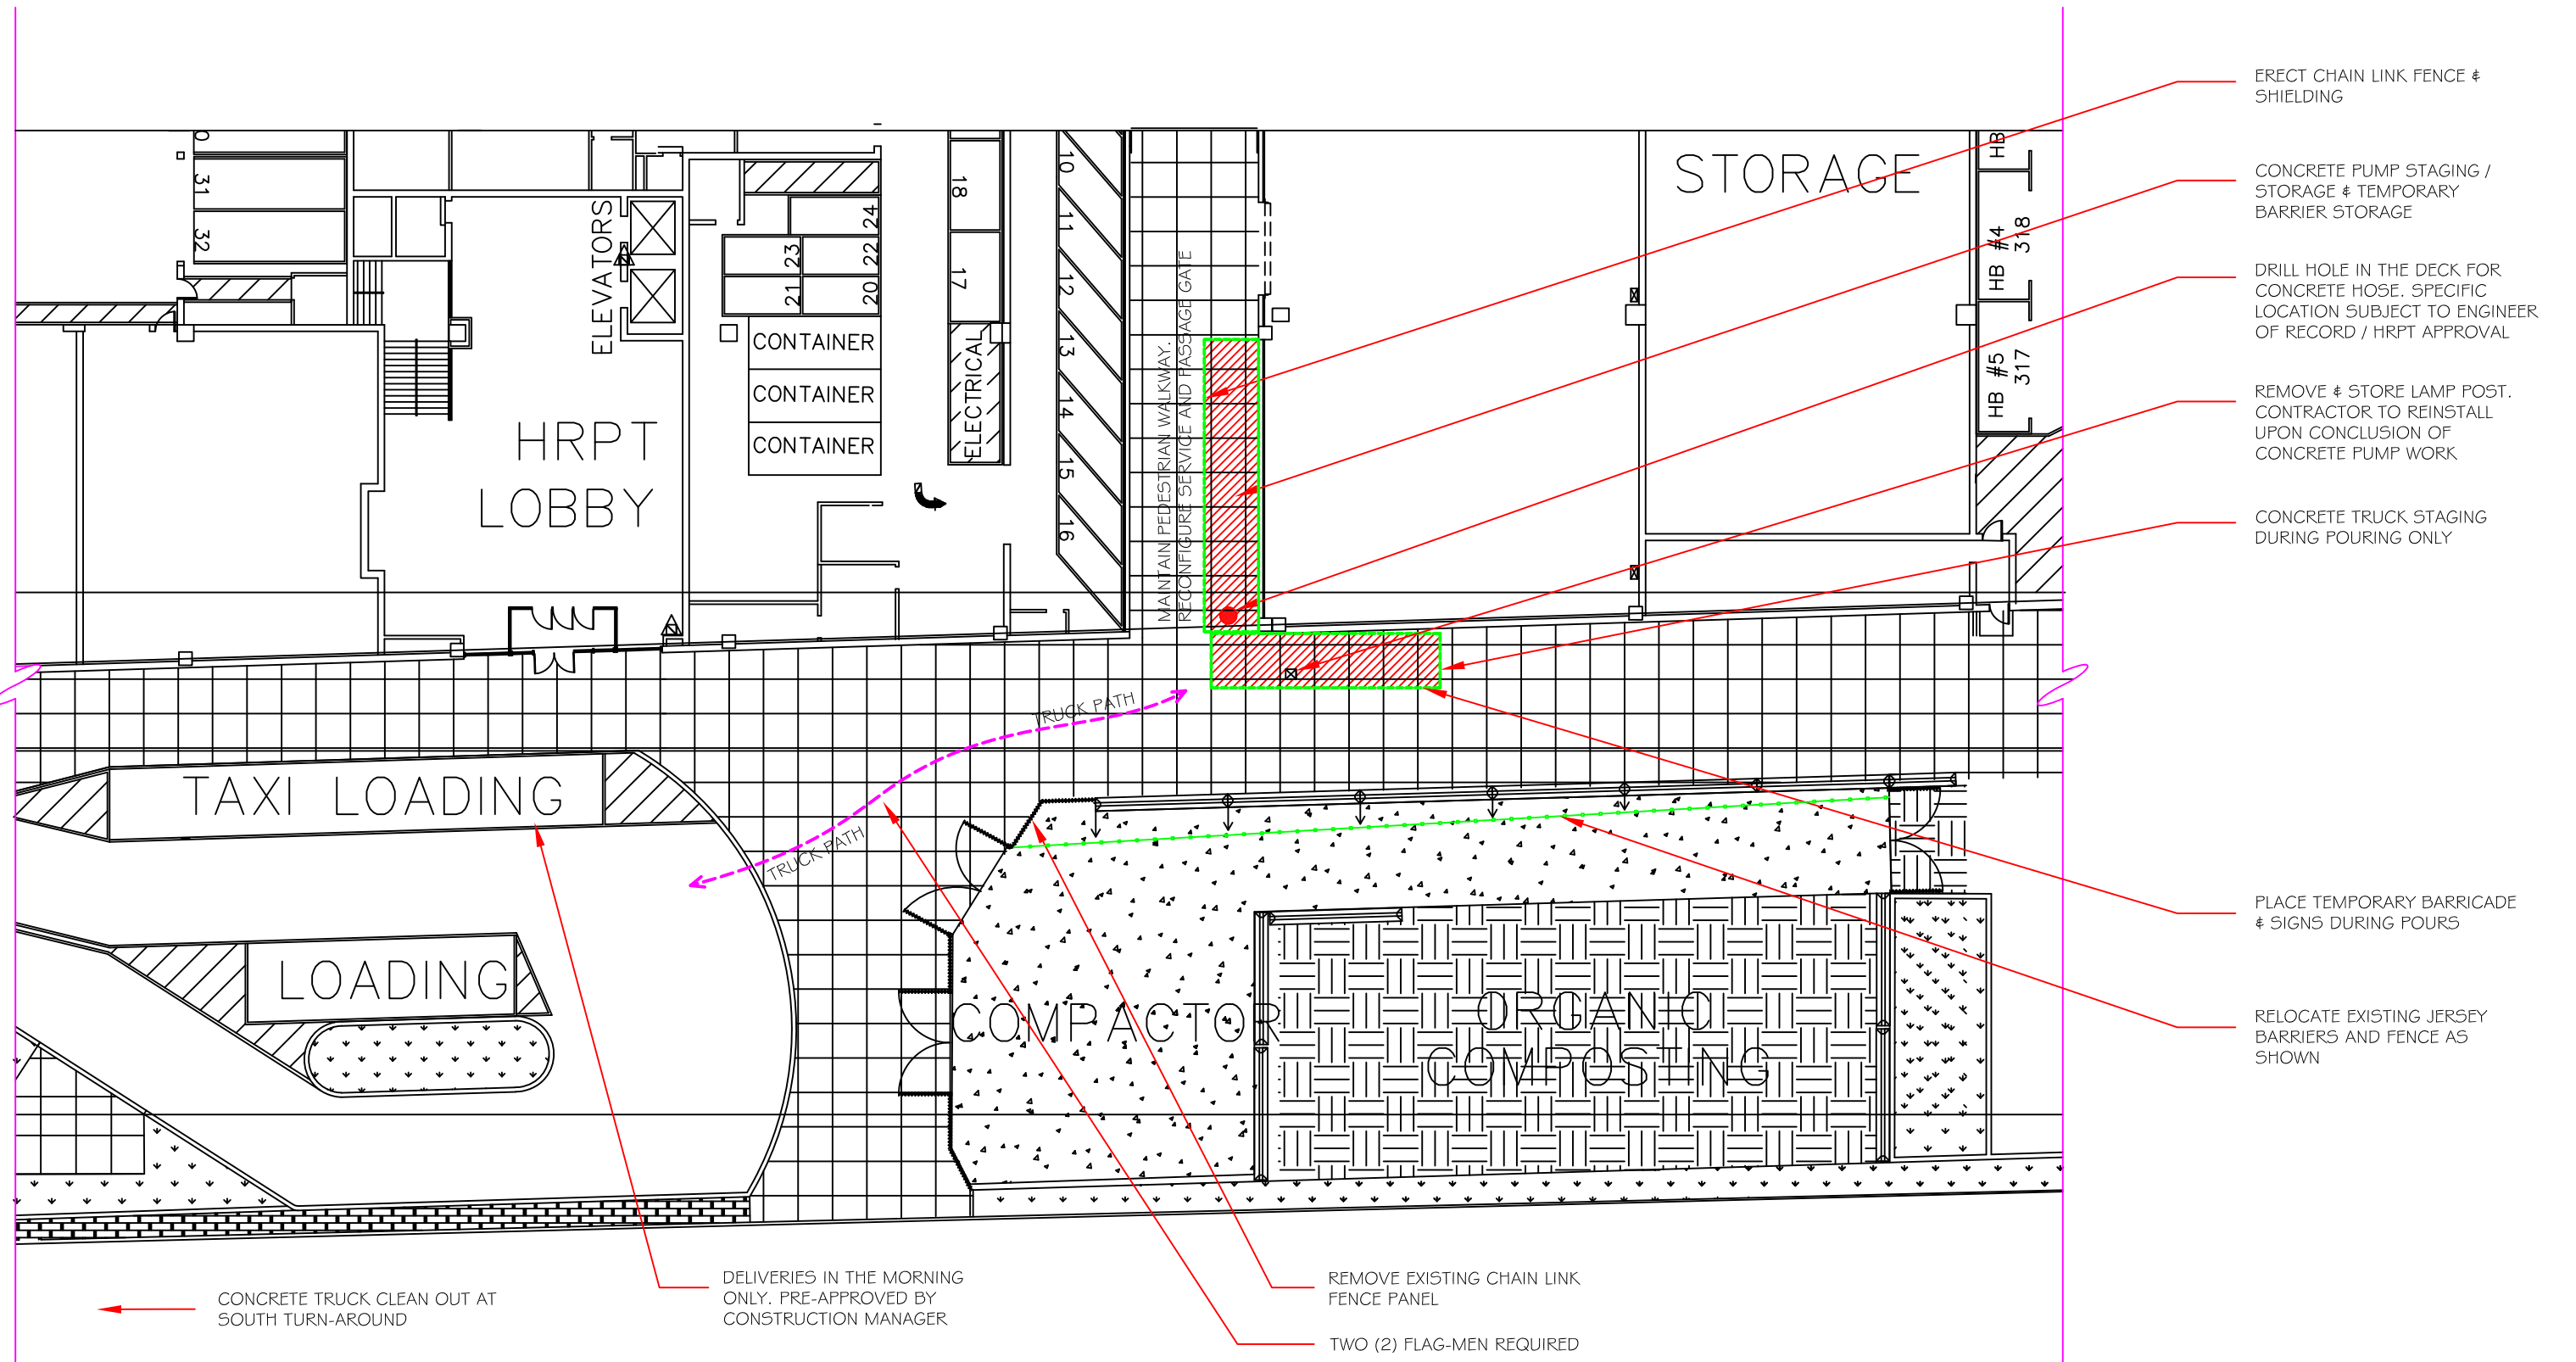 ERECT CHAIN LINK FENCE &
SHIELDING
CONCRETE PUMP STAGING /
STORAGE & TEMPORARY
BARRIER STORAGE
DRILL HOLE IN THE DECK FOR
CONCRETE HOSE. SPECIFIC
LOCATION SUBJECT TO ENGINEER
OF RECORD / HRPT APPROVAL
REMOVE & STORE LAMP POST.
CONTRACTOR TO REINSTALL
UPON CONCLUSION OF
CONCRETE PUMP WORK
CONCRETE TRUCK STAGING
DURING POURING ONLY
PLACE TEMPORARY BARRICADE
& SIGNS DURING POURS
RELOCATE EXISTING JERSEY
BARRIERS AND FENCE AS
SHOWN
31
32
ELEVATORS
HRPT
LOBBY
24
23
22
21
20
CONTAINER
CONTAINER
CONTAINER
18
17
ELECTRICAL
10
11
12
13
14
15
16
MAINTAIN PEDESTRIAN WALKWAY.
RECONFIGURE SERVICE AND PASSAGE GATE
STORAGE
HB
HB #4
318
HB #5
317
TRUCK PATH
TRUCK PATH
TAXI LOADING
LOADING
COMPACTOR
ORGANIC
COMPOSTING
CONCRETE TRUCK CLEAN OUT AT
SOUTH TURN-AROUND
DELIVERIES IN THE MORNING
ONLY. PRE-APPROVED BY
CONSTRUCTION MANAGER
REMOVE EXISTING CHAIN LINK
FENCE PANEL
TWO (2) FLAG-MEN REQUIRED